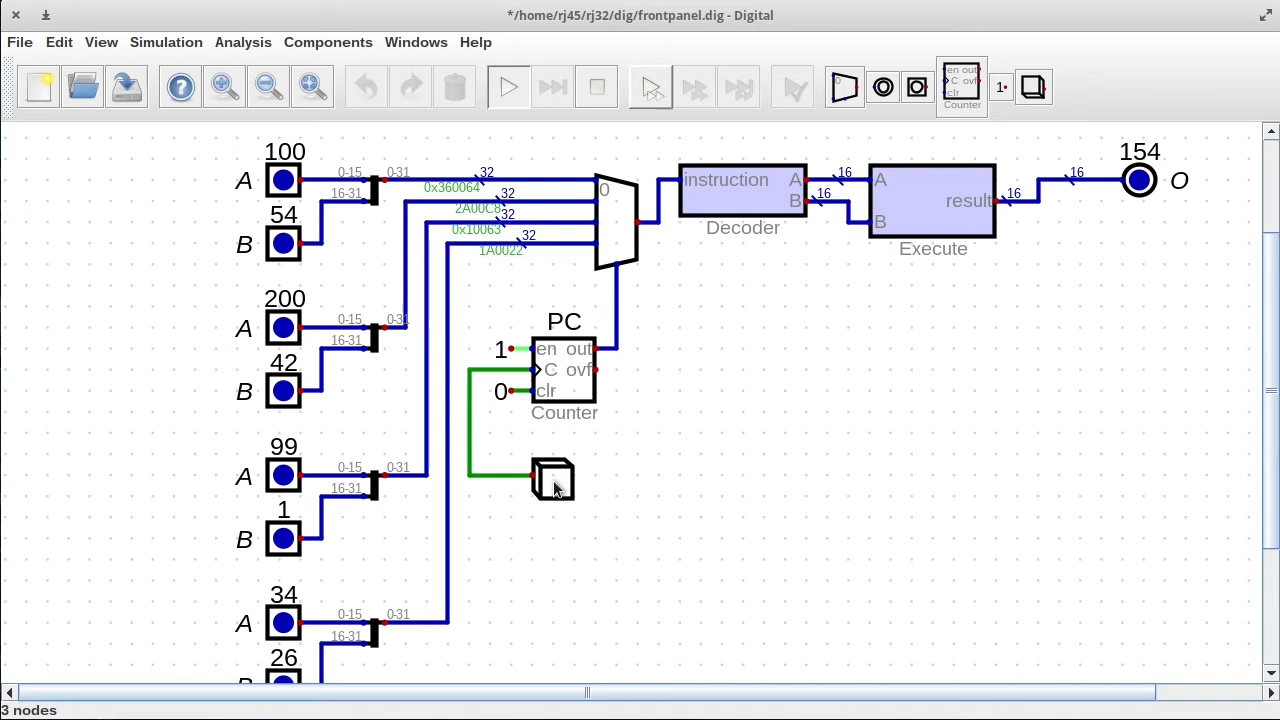 */home/rj45/rj32/dig/frontpanel.dig - Digital
File Edit View Simulation Analysis Components Windows Help
en out
C ovf
clr
Counter
1
0
100
A
0-15
0-31
32
0x360064
16-31
32
2A00C8
32
0x10063
32
1A0022
0
54
B
instruction A
B
Decoder
16
16
A
B
result
Execute
16
16
154
O
200
A
0-15
0-31
16-31
42
B
PC
1
en out
C ovf
0
clr
Counter
99
A
0-15
0-31
16-31
1
B
34
A
0-15
0-31
16-31
26
B
3 nodes